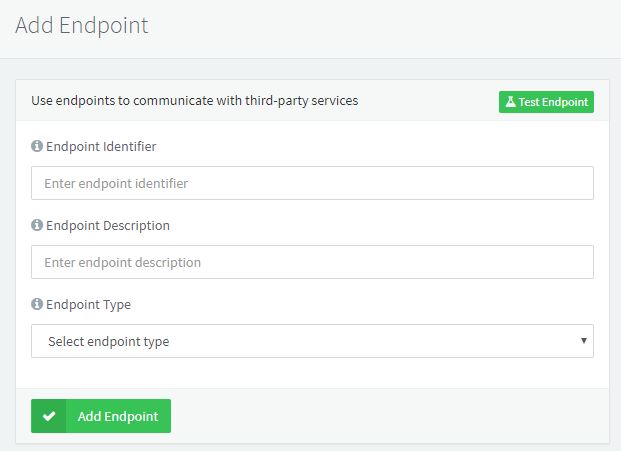 Add Endpoint
Use endpoints to communicate with third-party services
Test Endpoint
Endpoint Identifier
Enter endpoint identifier
Endpoint Description
Enter endpoint description
Endpoint Type
Select endpoint type
Add Endpoint